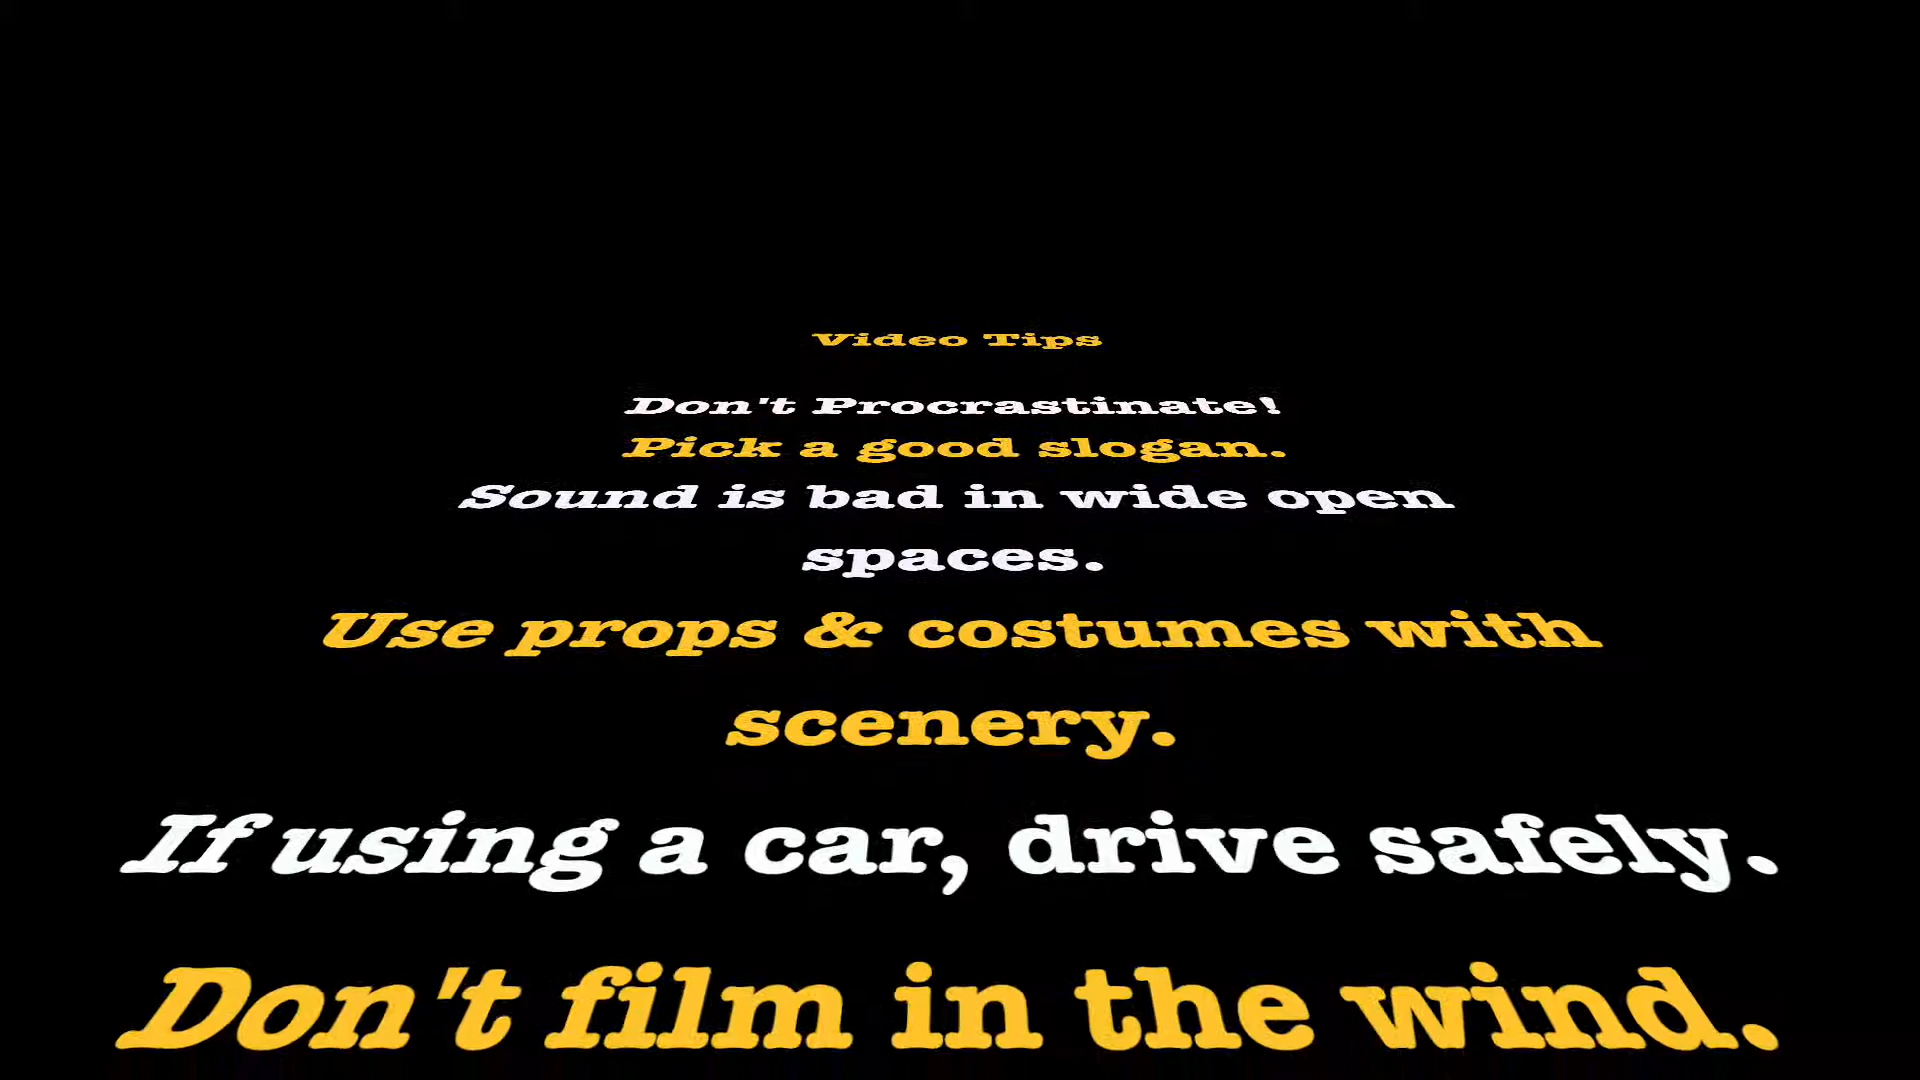 Video Tips
Don't Procrastinate!
Pick a good slogan.
Sound is bad in wide open
spaces.
Use props & costumes with
scenery.
If using a car, drive safely.
Don't film in the wind.